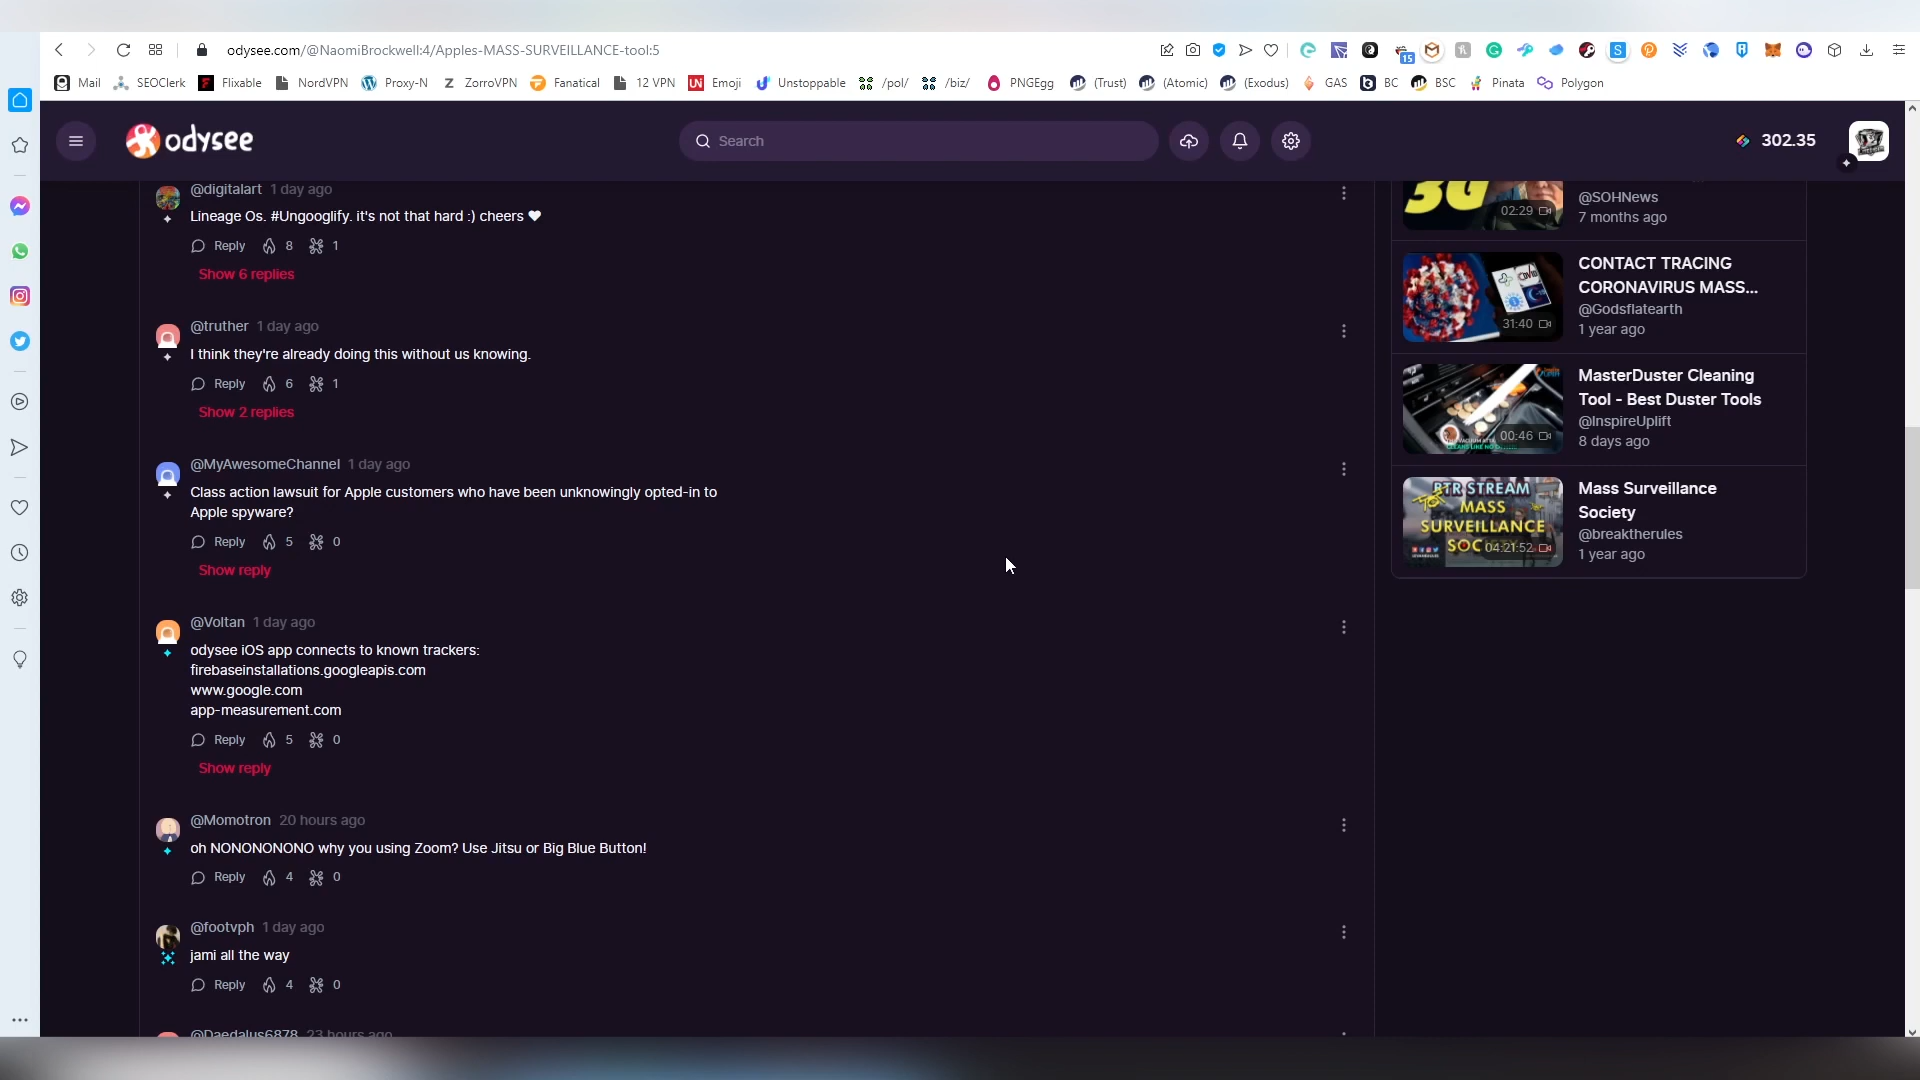 odysee.com/@NaomiBrockwell:4/Apples-MASS-SURVEILLANCE-tool:5
15
Mail SEOClerk Flixable NordVPN Proxy-N ZorroVPN Fanatical 12 VPN Emoji Unstoppable /pol/ /biz/ PNGEgg (Trust) (Atomic) (Exodus) GAS BC BSC Pinata Polygon
odysee
Search
302.35
@digitalart 1 day ago
Lineage Os. #Ungooglify. it's not that hard :) cheers ♥
Reply 8 1
Show 6 replies
@truther 1 day ago
I think they're already doing this without us knowing.
Reply 6 1
Show 2 replies
@MyAwesomeChannel 1 day ago
Class action lawsuit for Apple customers who have been unknowingly opted-in to
Apple spyware?
Reply 5 0
Show reply
@Voltan 1 day ago
odysee iOS app connects to known trackers:
firebaseinstallations.googleapis.com
www.google.com
app-measurement.com
Reply 5 0
Show reply
@Momotron 20 hours ago
oh NONONONONO why you using Zoom? Use Jitsu or Big Blue Button!
Reply 4 0
@footvph 1 day ago
jami all the way
Reply 4 0
@Daedalus6878 23 hours ago
02:29
@SOHNews
7 months ago
31:40
CONTACT TRACING
CORONAVIRUS MASS...
@Godsflatearth
1 year ago
00:46
MasterDuster Cleaning
Tool - Best Duster Tools
@InspireUplift
8 days ago
BTR STREAM
MASS
SURVEILLANCE
SOC
04:21:52
Mass Surveillance
Society
@breaktherules
1 year ago